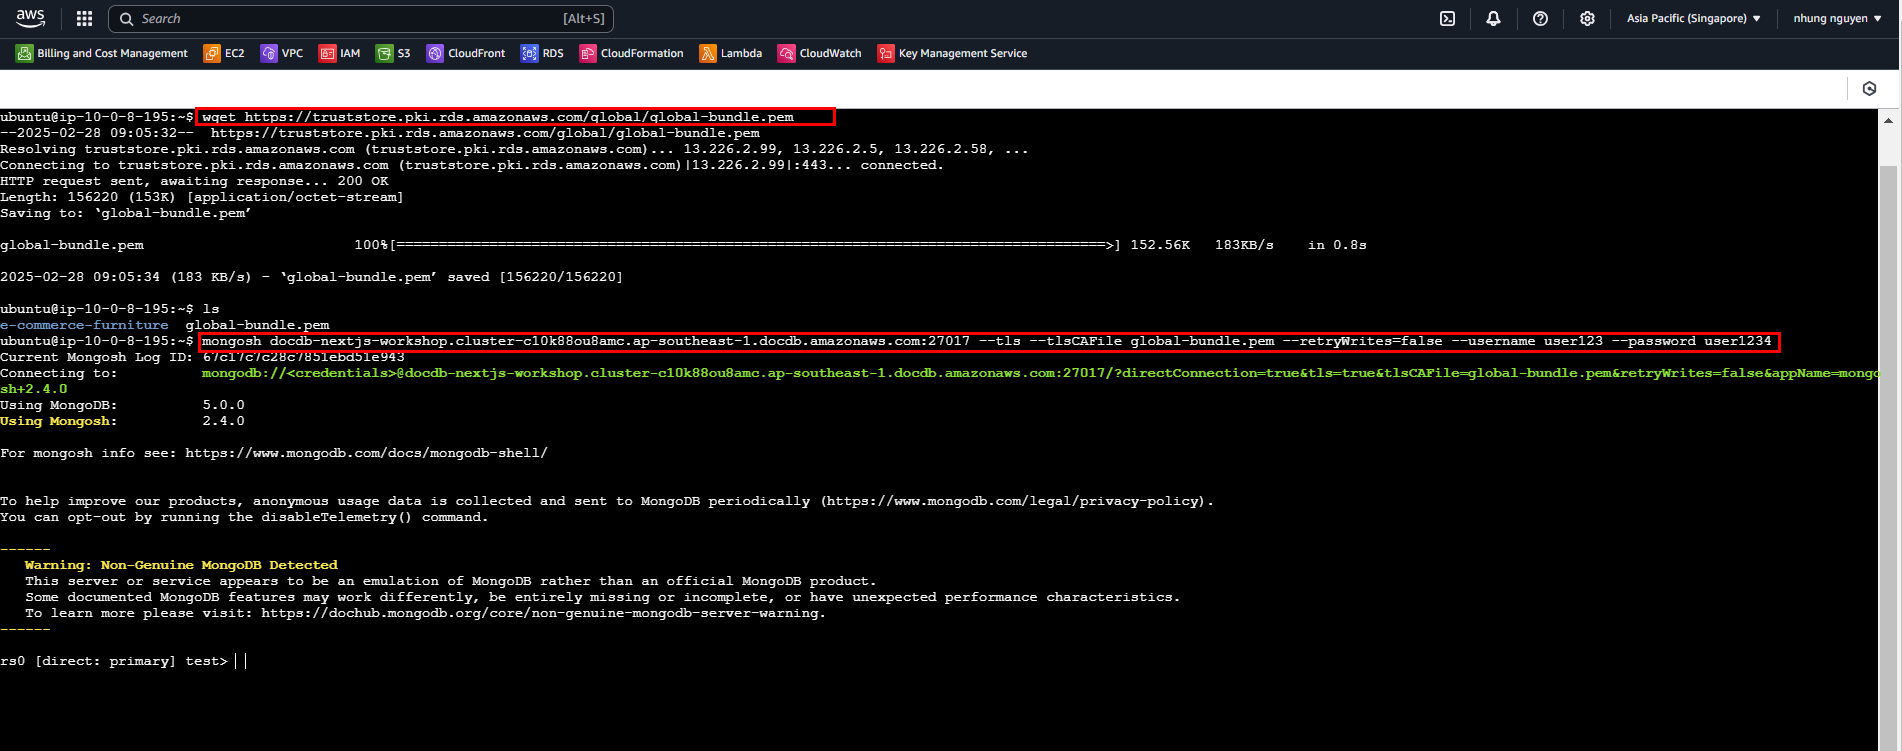 aws Search [Alt+S] Asia Pacific (Singapore) nhung nguyen
Billing and Cost Management EC2 VPC IAM S3 CloudFront RDS CloudFormation Lambda CloudWatch Key Management Service
ubuntu@ip-10-0-8-195:~$ wget https://truststore.pki.rds.amazonaws.com/global/global-bundle.pem
--2025-02-28 09:05:32--  https://truststore.pki.rds.amazonaws.com/global/global-bundle.pem
Resolving truststore.pki.rds.amazonaws.com (truststore.pki.rds.amazonaws.com)... 13.226.2.99, 13.226.2.5, 13.226.2.58, ...
Connecting to truststore.pki.rds.amazonaws.com (truststore.pki.rds.amazonaws.com)|13.226.2.99|:443... connected.
HTTP request sent, awaiting response... 200 OK
Length: 156220 (153K) [application/octet-stream]
Saving to: ‘global-bundle.pem’
global-bundle.pem 100%[====================================================================================>] 152.56K 183KB/s in 0.8s
2025-02-28 09:05:34 (183 KB/s) - ‘global-bundle.pem’ saved [156220/156220]
ubuntu@ip-10-0-8-195:~$ ls
e-commerce-furniture  global-bundle.pem
ubuntu@ip-10-0-8-195:~$ mongosh docdb-nextjs-workshop.cluster-c10k88ou8amc.ap-southeast-1.docdb.amazonaws.com:27017 --tls --tlsCAFile global-bundle.pem --retryWrites=false --username user123 --password user1234
Current Mongosh Log ID: 67c17c7c28c7851ebd51e943
Connecting to: mongodb://<credentials>@docdb-nextjs-workshop.cluster-c10k88ou8amc.ap-southeast-1.docdb.amazonaws.com:27017/?directConnection=true&tls=true&tlsCAFile=global-bundle.pem&retryWrites=false&appName=mongo
sh+2.4.0
Using MongoDB: 5.0.0
Using Mongosh: 2.4.0
For mongosh info see: https://www.mongodb.com/docs/mongodb-shell/
To help improve our products, anonymous usage data is collected and sent to MongoDB periodically (https://www.mongodb.com/legal/privacy-policy).
You can opt-out by running the disableTelemetry() command.
------
Warning: Non-Genuine MongoDB Detected
This server or service appears to be an emulation of MongoDB rather than an official MongoDB product.
Some documented MongoDB features may work differently, be entirely missing or incomplete, or have unexpected performance characteristics.
To learn more please visit: https://dochub.mongodb.org/core/non-genuine-mongodb-server-warning.
------
rs0 [direct: primary] test>